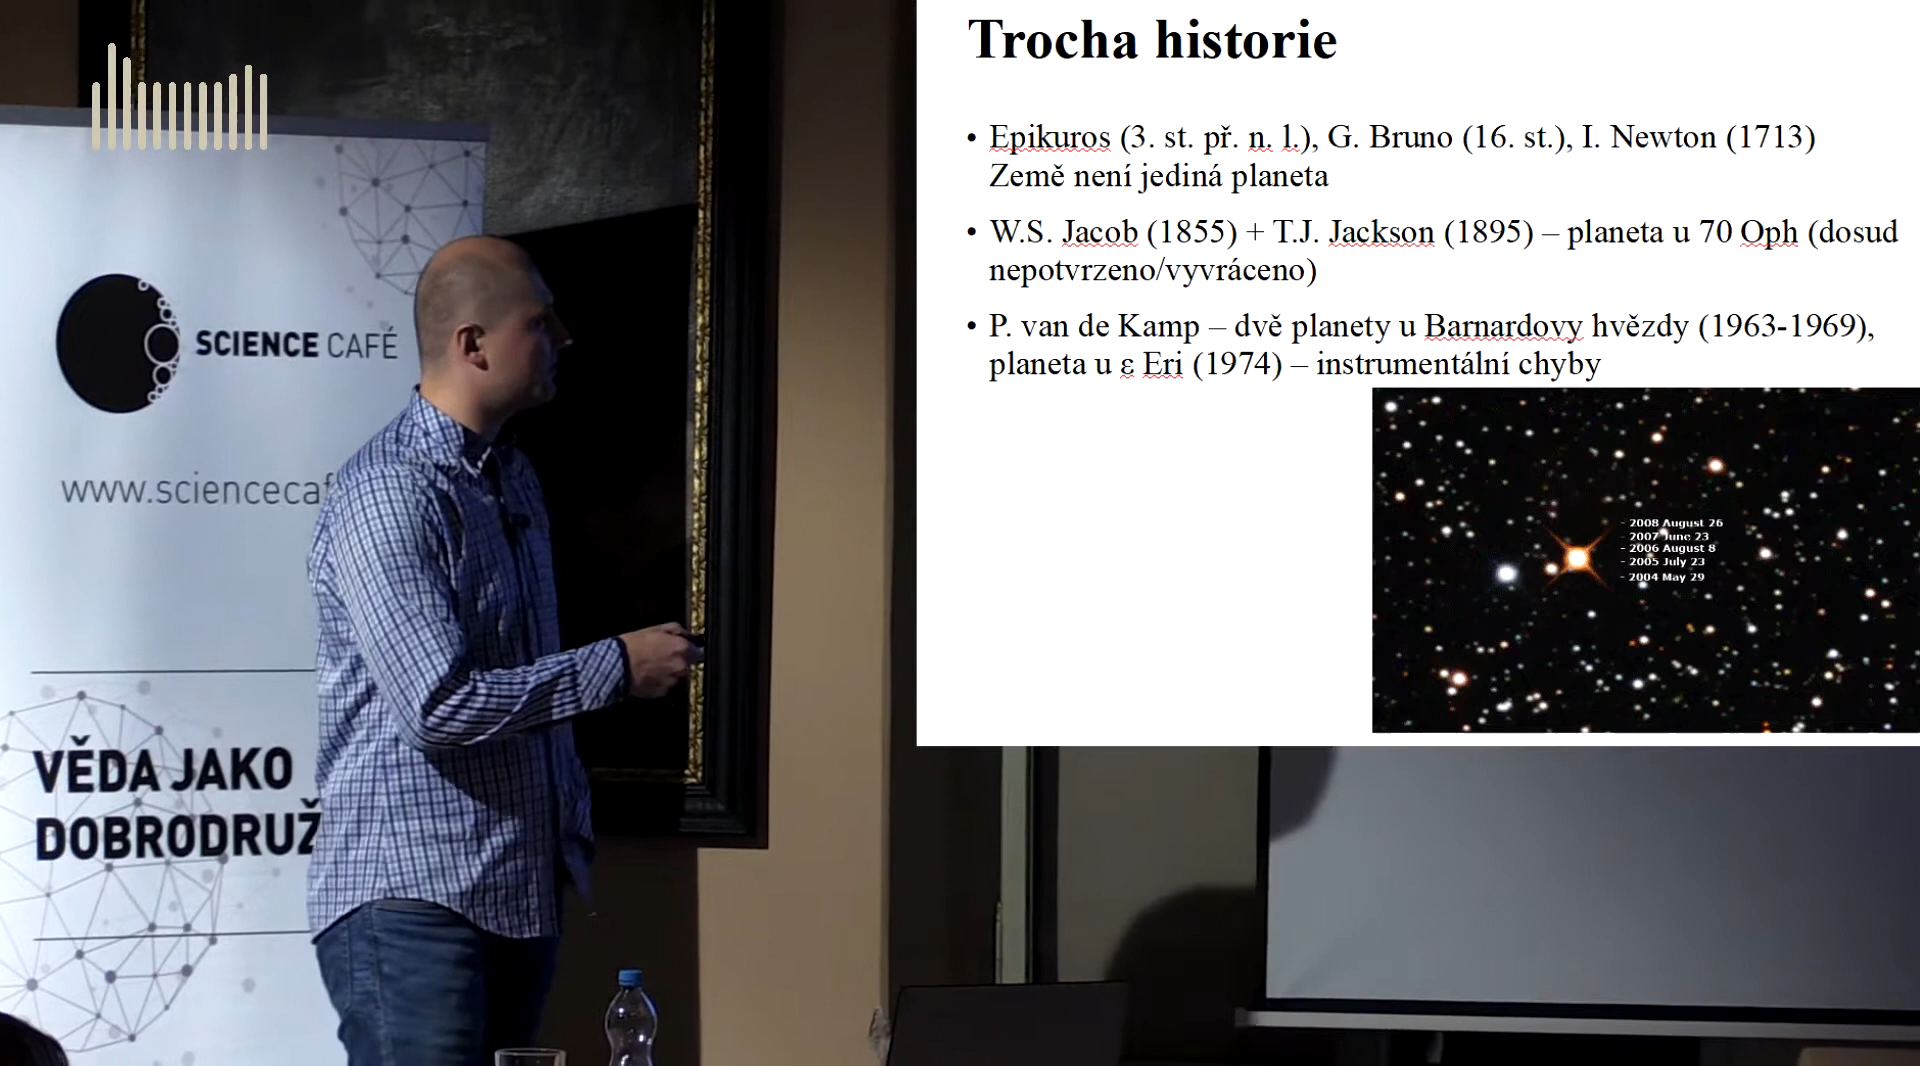 SCIENCE CAFÉ
www.scienceca
VĚDA JAKO
DOBRODRUŽ
Trocha historie
• Epikuros (3. st. př. n. l.), G. Bruno (16. st.), I. Newton (1713)
Země není jediná planeta
• W.S. Jacob (1855) + T.J. Jackson (1895) – planeta u 70 Oph (dosud
nepotvrzeno/vyvráceno)
• P. van de Kamp – dvě planety u Barnardovy hvězdy (1963-1969),
planeta u ε Eri (1974) – instrumentální chyby
- 2008 August 26
- 2007 June 23
- 2006 August 8
- 2005 July 23
- 2004 May 29